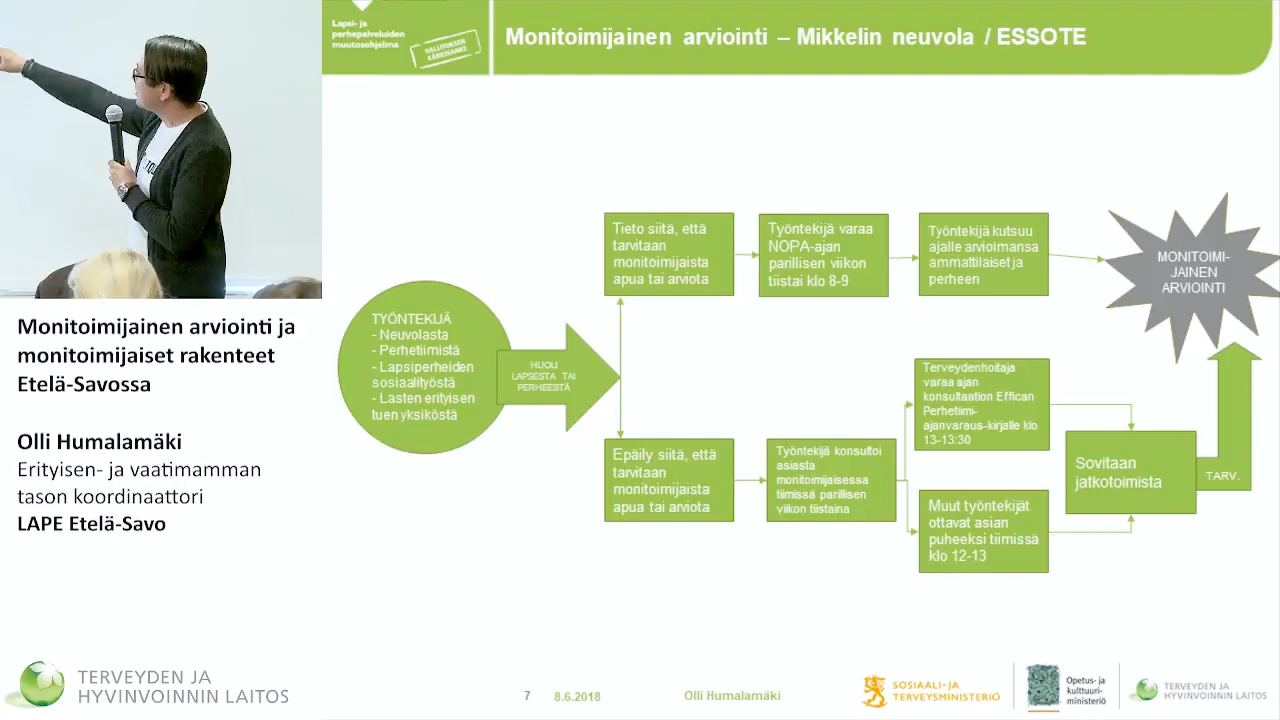 Lapsi- ja
perhepalveluiden
muutosohjelma
HALLITUKSEN
KÄRKIHANKE
Monitoimijainen arviointi – Mikkelin neuvola / ESSOTE
TYÖNTEKIJÄ
- Neuvolasta
- Perhetiimistä
- Lapsiperheiden
sosiaalityöstä
- Lasten erityisen
tuen yksiköstä
HUOLI
LAPSESTA TAI
PERHEESTÄ
Tieto siitä, että
tarvitaan
monitoimijaista
apua tai arviota
Työntekijä varaa
NOPA-ajan
parillisen viikon
tiistai klo 8-9
Työntekijä kutsuu
ajalle arvioimansa
ammattilaiset ja
perheen
MONITOIMI-
JAINEN
ARVIOINTI
Epäily siitä, että
tarvitaan
monitoimijaista
apua tai arviota
Työntekijä konsultoi
asiasta
monitoimijaisessa
tiimissä parillisen
viikon tiistaina
Terveydenhoitaja
varaa ajan
konsultaation Effican
Perhetiimi-
ajanvaraus-kirjalle klo
13-13:30
Muut työntekijät
ottavat asian
puheeksi tiimissä
klo 12-13
Sovitaan
jatkotoimista
TARV.
Monitoimijainen arviointi ja
monitoimijaiset rakenteet
Etelä-Savossa
Olli Humalamäki
Erityisen- ja vaatimamman
tason koordinaattori
LAPE Etelä-Savo
TERVEYDEN JA
HYVINVOINNIN LAITOS
7
8.6.2018
Olli Humalamäki
SOSIAALI- JA
TERVEYSMINISTERIÖ
Opetus- ja
kulttuuri-
ministeriö
TERVEYDEN JA
HYVINVOINNIN LAITOS